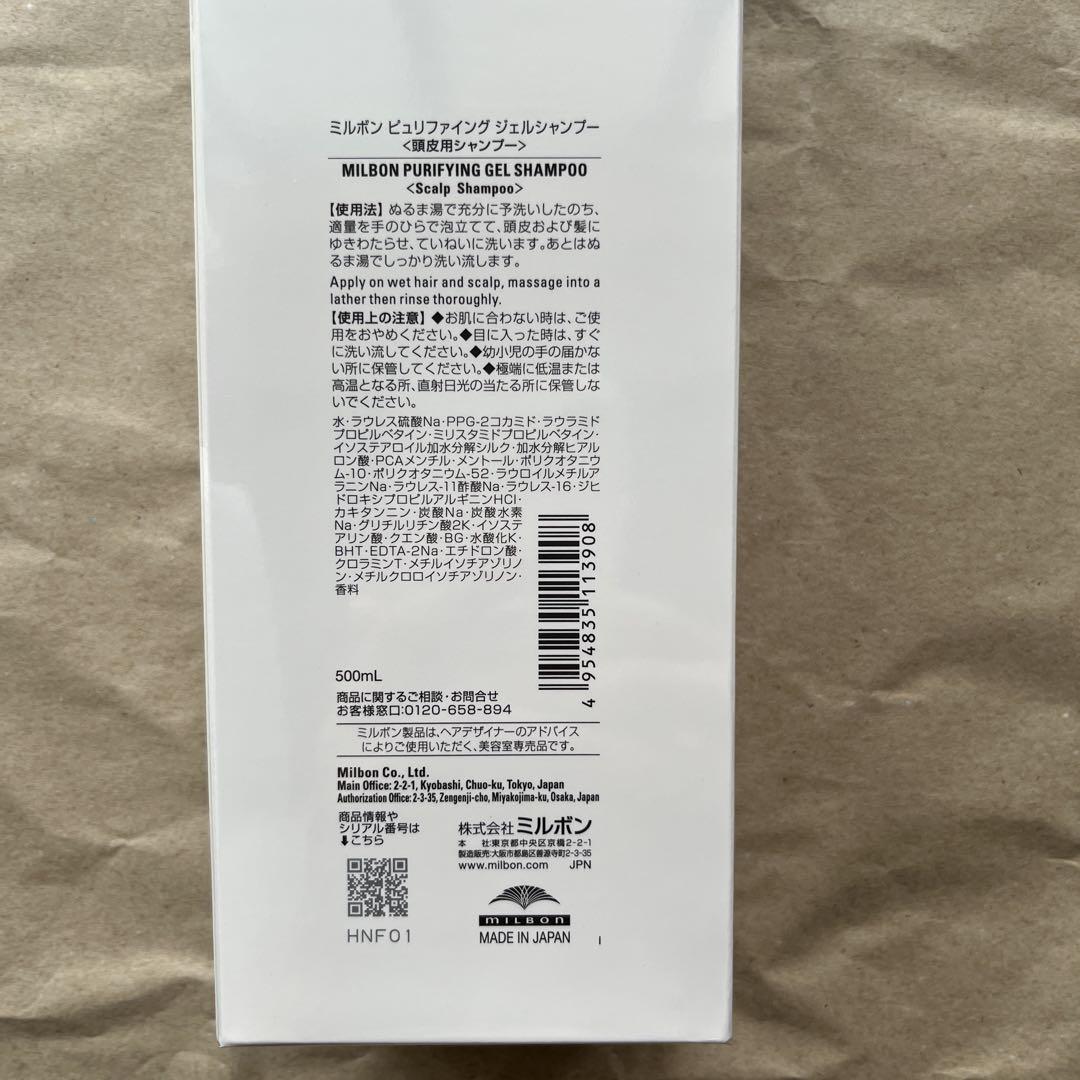 ミルボン ピュリファイング ジェルシャンプー
<頭皮用シャンプー>
MILBON PURIFYING GEL SHAMPOO
<Scalp Shampoo>
【使用法】ぬるま湯で充分に予洗いしたのち、
適量を手のひらで泡立てて、頭皮および髪に
ゆきわたらせ、ていねいに洗います。あとはぬ
るま湯でしっかり洗い流します。
Apply on wet hair and scalp, massage into a
lather then rinse thoroughly.
【使用上の注意】◆お肌に合わない時は、ご使
用をおやめください。◆目に入った時は、すぐ
に洗い流してください。◆幼小児の手の届かな
い所に保管してください。◆極端に低温または
高温となる所、直射日光の当たる所に保管しな
いでください。
水・ラウレス硫酸Na・PPG-2コカミド・ラウラミド
プロピルベタイン・ミリスタミドプロピルベタイン・
イソステアロイル加水分解シルク・加水分解ヒアル
ロン酸・PCAメンチル・メントール・ポリクオタニウ
ム-10・ポリクオタニウム-52・ラウロイルメチルア
ラニンNa・ラウレス-11酢酸Na・ラウレス-16・ジヒ
ドロキシプロピルアルギニンHCl・
カキタンニン・炭酸Na・炭酸水素
Na・グリチルリチン酸2K・イソステ
アリン酸・クエン酸・BG・水酸化K・
BHT・EDTA-2Na・エチドロン酸・
クロラミンT・メチルイソチアゾリノ
ン・メチルクロロイソチアゾリノン・
香料
4 954835 113908
500mL
商品に関するご相談・お問合せ
お客様窓口:0120-658-894
ミルボン製品は、ヘアデザイナーのアドバイス
によりご使用いただく、美容室専売品です。
Milbon Co., Ltd.
Main Office: 2-2-1, Kyobashi, Chuo-ku, Tokyo, Japan
Authorization Office: 2-3-35, Zengenji-cho, Miyakojima-ku, Osaka, Japan
商品情報や
シリアル番号は
⬇こちら
HNF01
株式会社 ミルボン
本 社:東京都中央区京橋2-2-1
製造販売:大阪市都島区善源寺町2-3-35
www.milbon.com JPN
MILBON
MADE IN JAPAN I